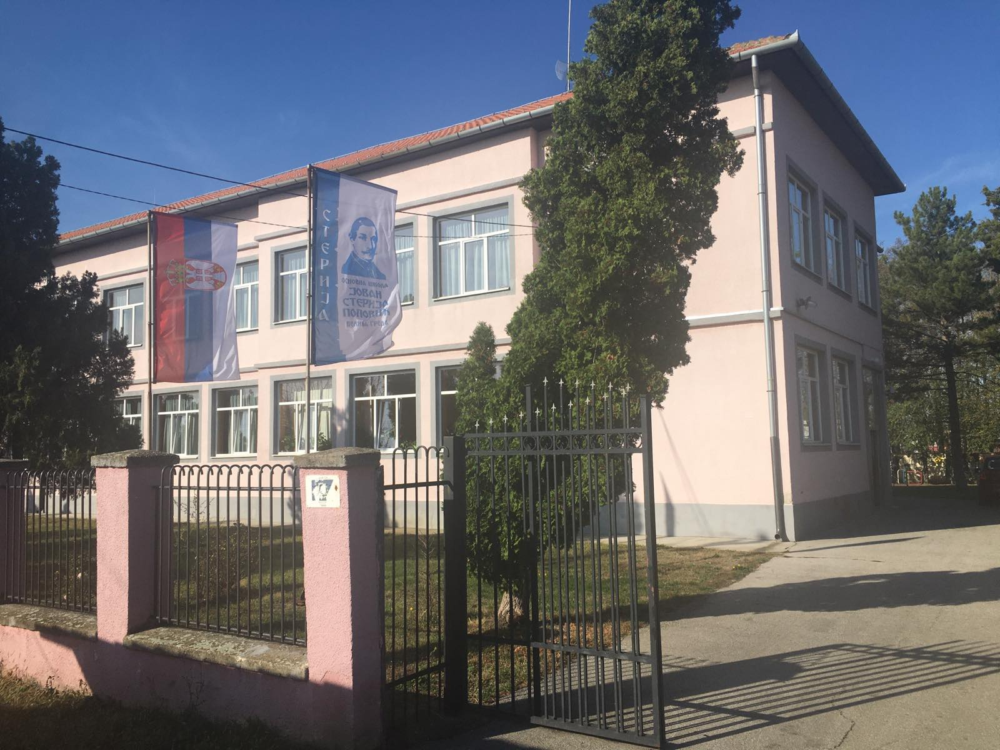 СТЕРИЈА
ОСНОВНА ШКОЛА
ЈОВАН
СТЕРИЈА
ПОПОВИЋ
ВЕЛИКА ГРЕДА